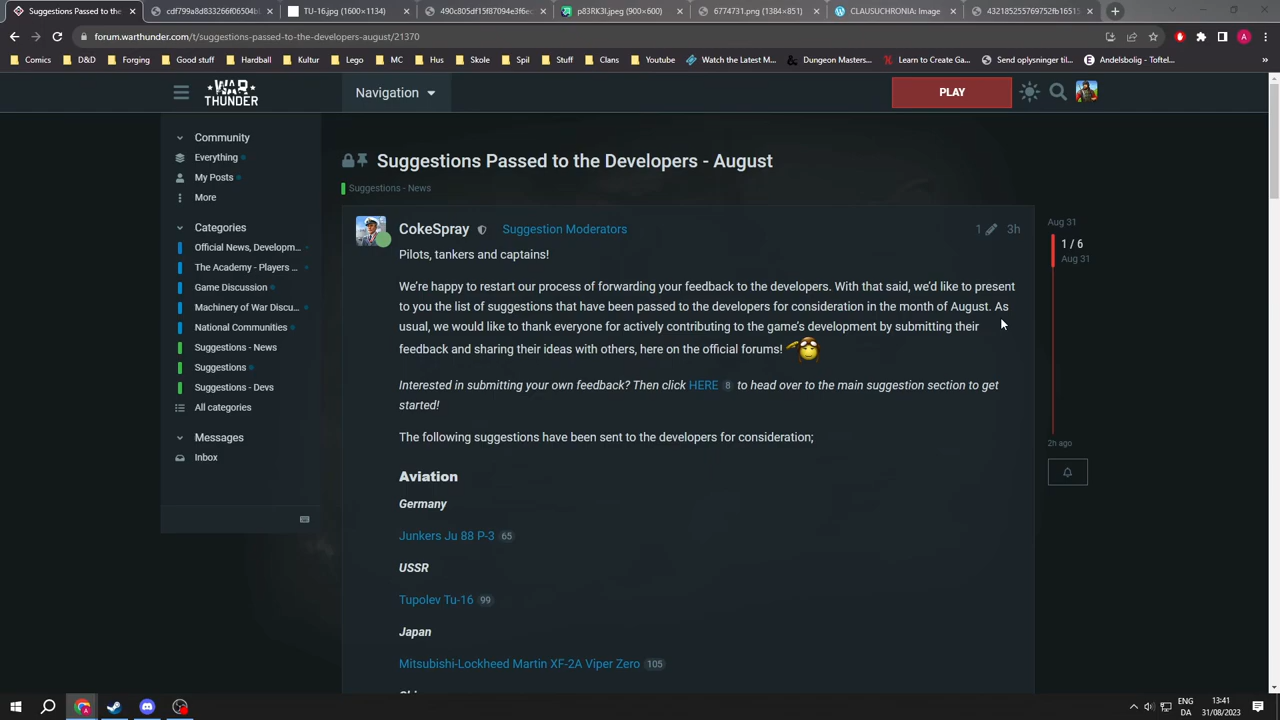 Suggestions Passed to the Dev
cdf799a8d833266f06504b
TU-16.jpg (1600×1134)
490c805df15f87094e3f6ec
p83RK3I.jpeg (900×600)
6774731.png (1384×851)
CLAUSUCHRONIA: Image
432185255769752fb16515
forum.warthunder.com/t/suggestions-passed-to-the-developers-august/21370
Comics D&D Forging Good stuff Hardball Kultur Lego MC Hus Skole Spil Stuff Clans Youtube Watch the Latest M... Dungeon Masters... Learn to Create Ga... Send oplysninger til... Andelsbolig - Toftel... »
WAR THUNDER
Navigation
PLAY
Community
Everything
My Posts
More
Categories
Official News, Developm...
The Academy - Players ...
Game Discussion
Machinery of War Discu...
National Communities
Suggestions - News
Suggestions
Suggestions - Devs
All categories
Messages
Inbox
Suggestions Passed to the Developers - August
Suggestions - News
CokeSpray Suggestion Moderators 1 3h
Pilots, tankers and captains!
We're happy to restart our process of forwarding your feedback to the developers. With that said, we'd like to present
to you the list of suggestions that have been passed to the developers for consideration in the month of August. As
usual, we would like to thank everyone for actively contributing to the game's development by submitting their
feedback and sharing their ideas with others, here on the official forums!
Interested in submitting your own feedback? Then click HERE 8 to head over to the main suggestion section to get
started!
The following suggestions have been sent to the developers for consideration;
Aviation
Germany
Junkers Ju 88 P-3 65
USSR
Tupolev Tu-16 99
Japan
Mitsubishi-Lockheed Martin XF-2A Viper Zero 105
Aug 31
1 / 6
Aug 31
2h ago
ENG
DA
13:41
31/08/2023